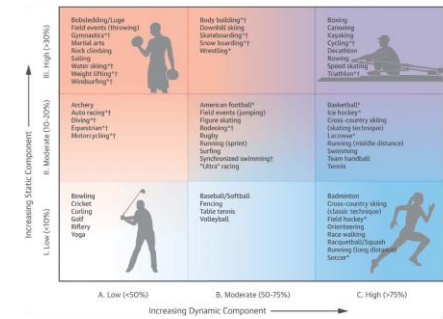 Increasing Static Component
III. High (>30%)
Bobsledding/Luge
Field events (throwing)
Gymnastics*†
Martial arts
Rock climbing
Sailing
Water skiing*†
Weight lifting*†
Windsurfing*†
Body building*†
Downhill skiing
Skateboarding*†
Snow boarding*†
Wrestling*
Boxing
Canoeing
Kayaking
Cycling*†
Decathlon
Rowing
Speed skating
Triathlon*†
II. Moderate (10-20%)
Archery
Auto racing*†
Diving*†
Equestrian*†
Motorcycling*†
American football*
Field events (jumping)
Figure skating
Rodeoing*†
Rugby
Running (sprint)
Surfing
Synchronized swimming†
"Ultra" racing
Basketball*
Ice hockey*
Cross-country skiing
(skating technique)
Lacrosse*
Running (middle distance)
Swimming
Team handball
Tennis
I. Low (<10%)
Bowling
Cricket
Curling
Golf
Riflery
Yoga
Baseball/Softball
Fencing
Table tennis
Volleyball
Badminton
Cross-country skiing
(classic technique)
Field hockey*
Orienteering
Race walking
Racquetball/Squash
Running (long distance)
Soccer*
A. Low (<50%)
B. Moderate (50-75%)
C. High (>75%)
Increasing Dynamic Component